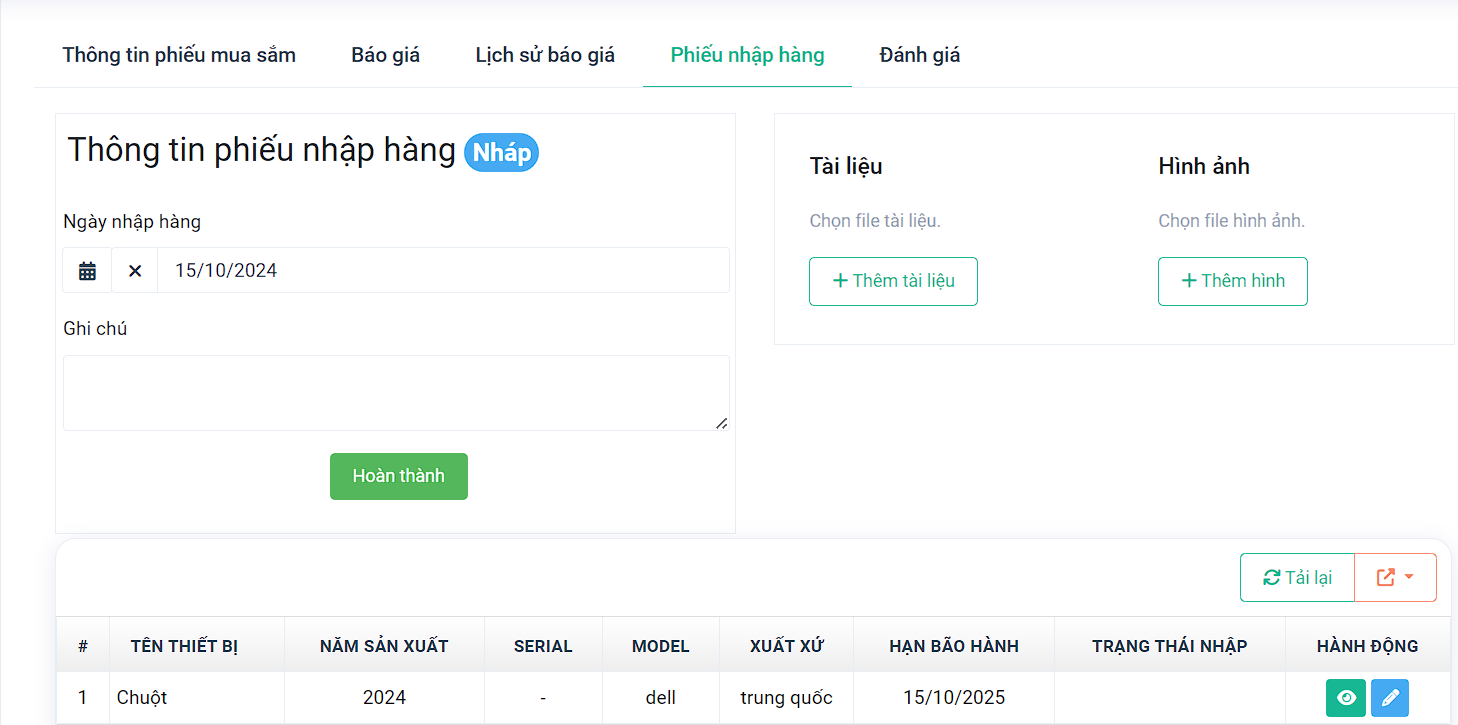 Thông tin phiếu mua sắm Báo giá Lịch sử báo giá Phiếu nhập hàng Đánh giá
Thông tin phiếu nhập hàng Nháp
Ngày nhập hàng
15/10/2024
Ghi chú
Hoàn thành
Tài liệu
Chọn file tài liệu.
+ Thêm tài liệu
Hình ảnh
Chọn file hình ảnh.
+ Thêm hình
Tải lại
# TÊN THIẾT BỊ NĂM SẢN XUẤT SERIAL MODEL XUẤT XỨ HẠN BÃO HÀNH TRẠNG THÁI NHẬP HÀNH ĐỘNG
1 Chuột 2024 - dell trung quốc 15/10/2025